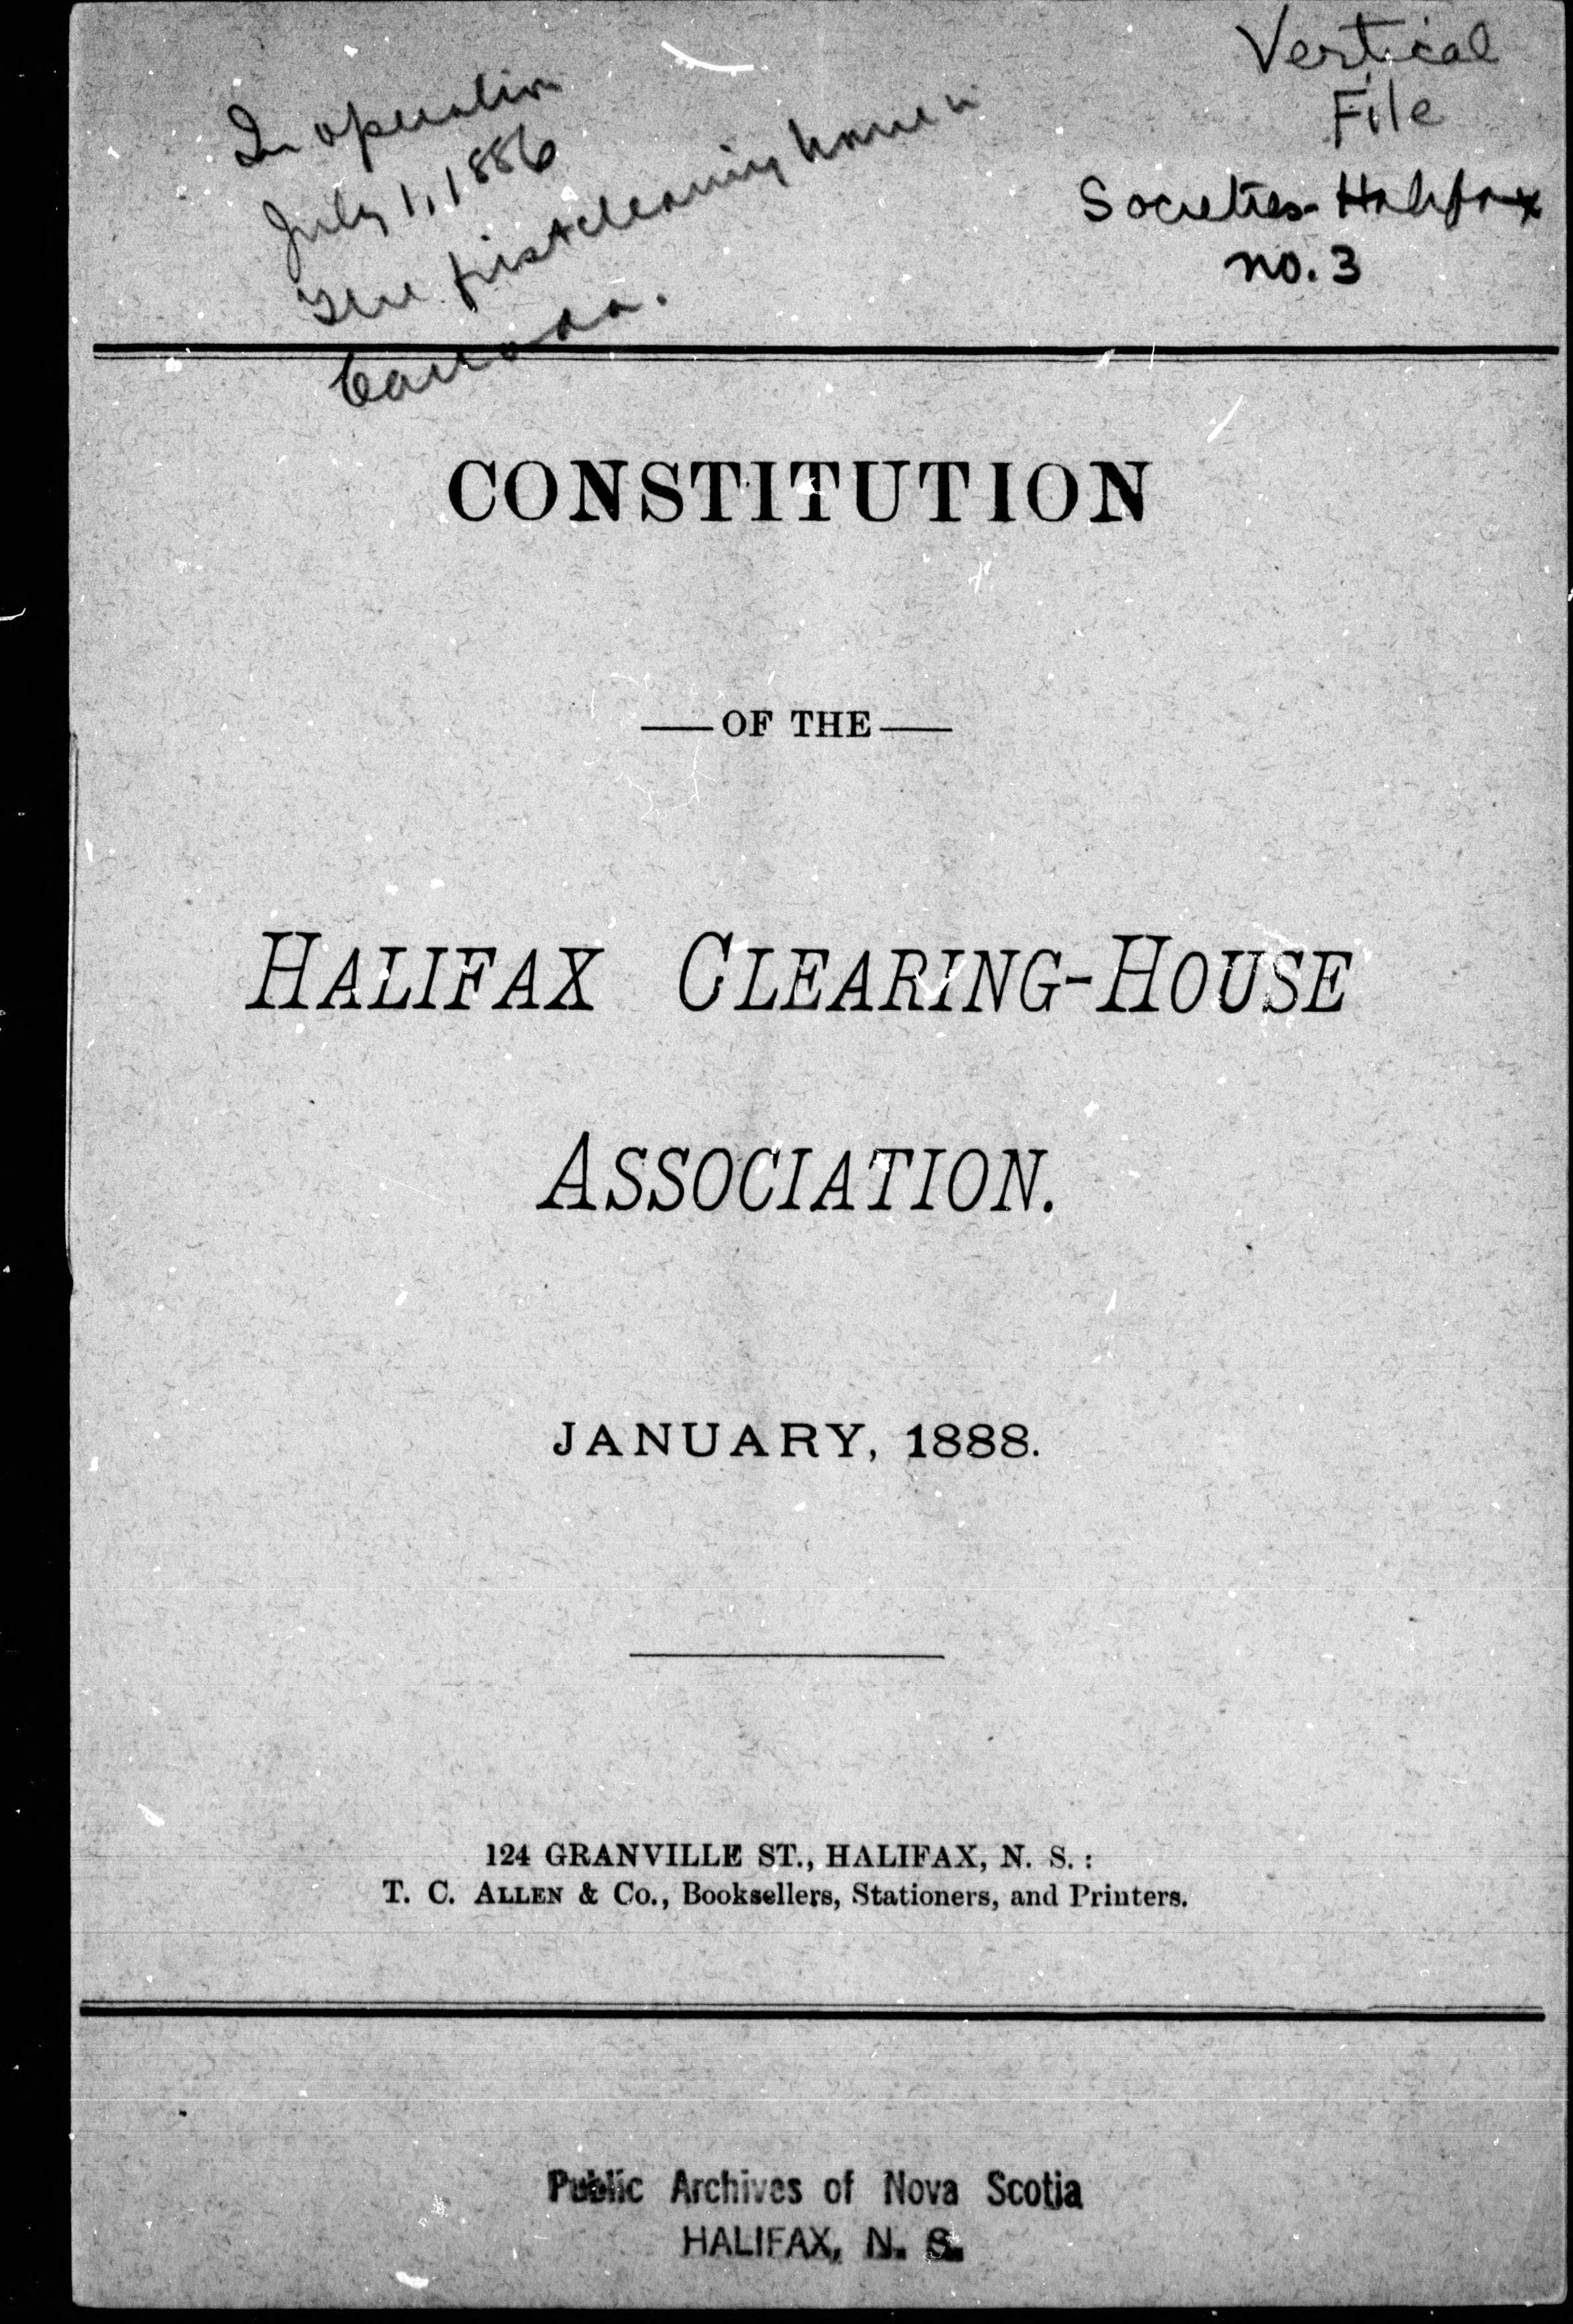 In operation
July 1, 1886
The first clearing house in
Canada.
Vertical
File
Societies-Halifax
no. 3
CONSTITUTION
—OF THE—
HALIFAX CLEARING-HOUSE
ASSOCIATION.
JANUARY, 1888.
124 GRANVILLE ST., HALIFAX, N. S. :
T. C. ALLEN & CO., Booksellers, Stationers, and Printers.
Public Archives of Nova Scotia
HALIFAX, N. S.